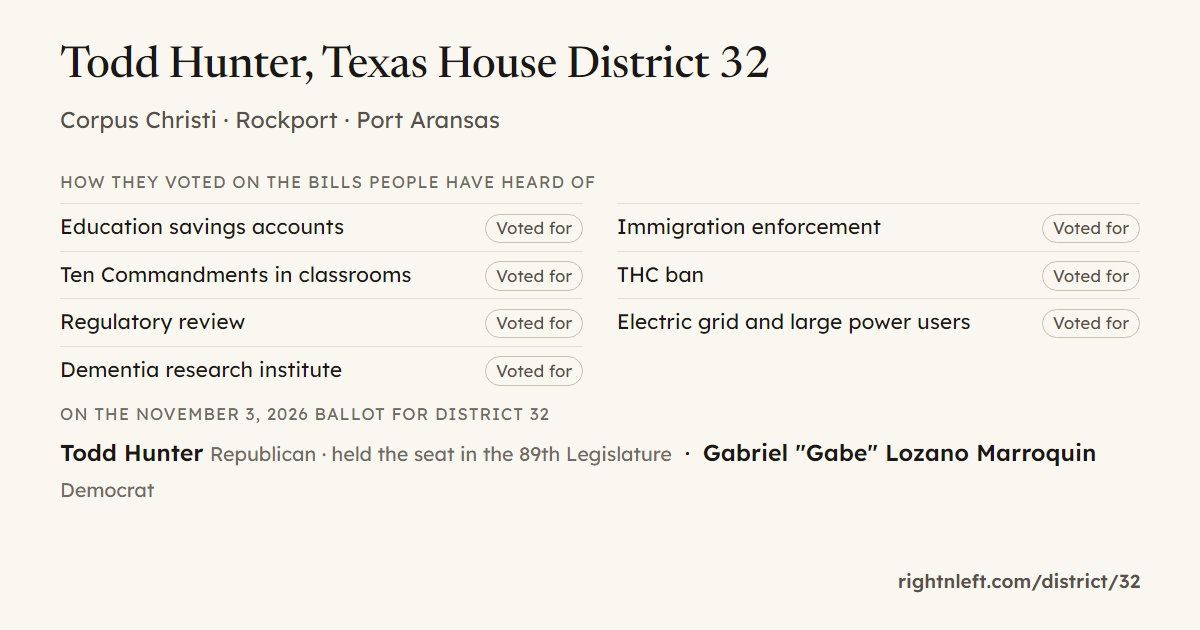 Todd Hunter, Texas House District 32
Corpus Christi · Rockport · Port Aransas
HOW THEY VOTED ON THE BILLS PEOPLE HAVE HEARD OF
Education savings accounts Voted for
Ten Commandments in classrooms Voted for
Regulatory review Voted for
Dementia research institute Voted for
Immigration enforcement Voted for
THC ban Voted for
Electric grid and large power users Voted for
ON THE NOVEMBER 3, 2026 BALLOT FOR DISTRICT 32
Todd Hunter Republican · held the seat in the 89th Legislature · Gabriel "Gabe" Lozano Marroquin
Democrat
rightnleft.com/district/32